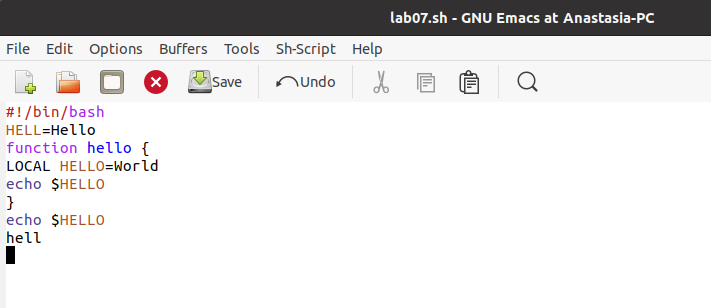 lab07.sh - GNU Emacs at Anastasia-PC
File Edit Options Buffers Tools Sh-Script Help
Save Undo
#!/bin/bash
HELL=Hello
function hello {
LOCAL HELLO=World
echo $HELLO
}
echo $HELLO
hell